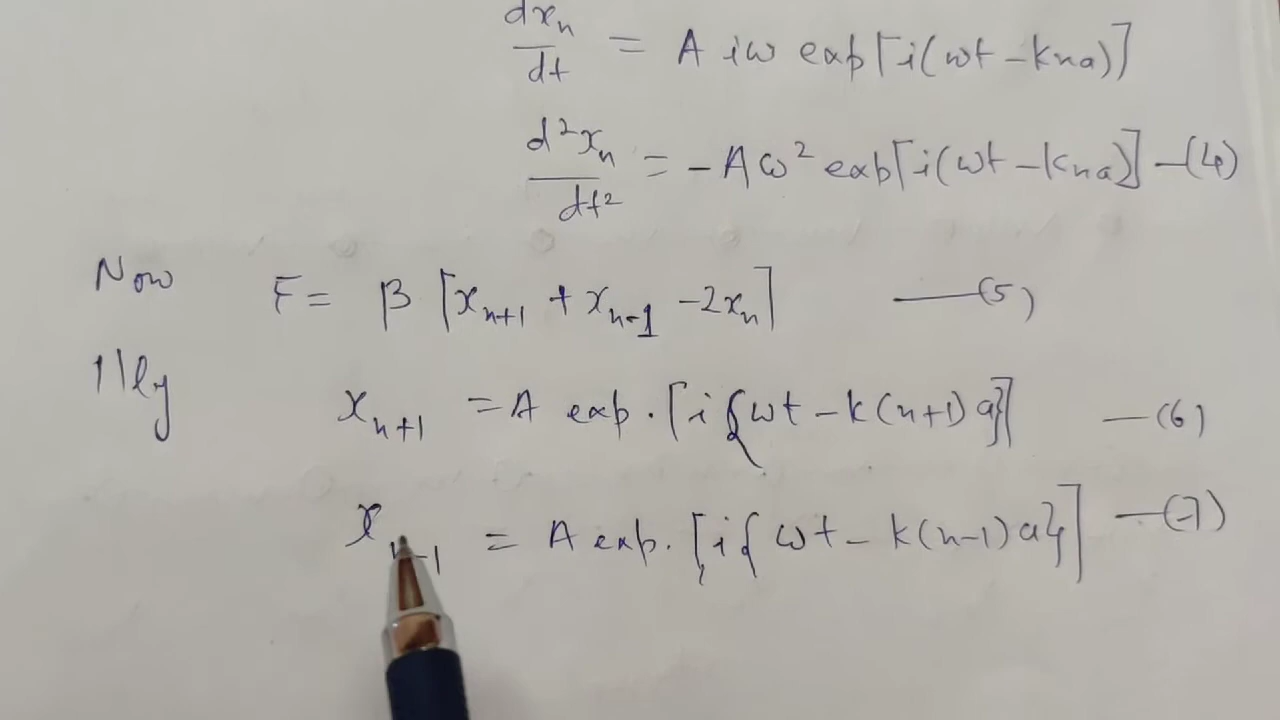 dxₙ/dt = A iω exp[i(ωt – kna)]
d²xₙ/dt² = -Aω² exp[i(ωt – kna)] —(4)
Now F = β [xₙ₊₁ + xₙ₋₁ - 2xₙ] —(5)
111ly xₙ₊₁ = A exp. [i{ωt – k(n+1)a}] —(6)
xₙ₋₁ = A exp. [i{ωt – k(n-1)a}] —(7)